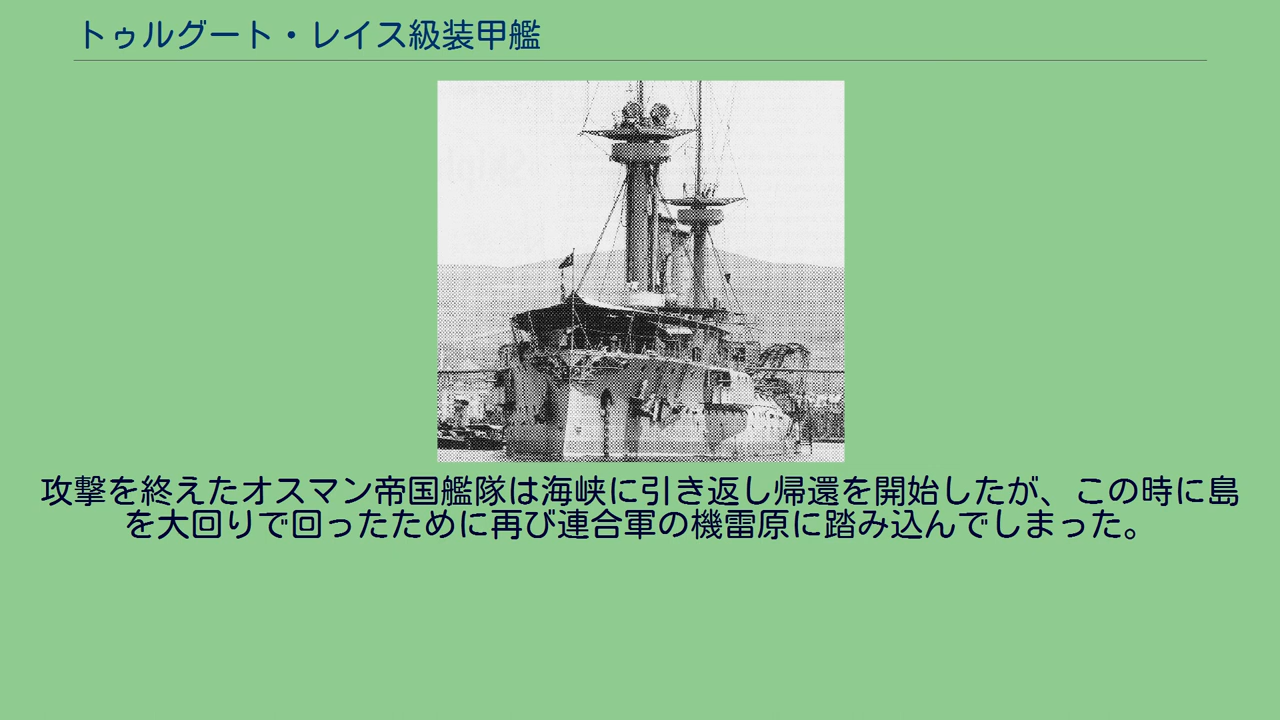 トゥルグート・レイス級装甲艦
攻撃を終えたオスマン帝国艦隊は海峡に引き返し帰還を開始したが、この時に島
を大回りで回ったために再び連合軍の機雷原に踏み込んでしまった。